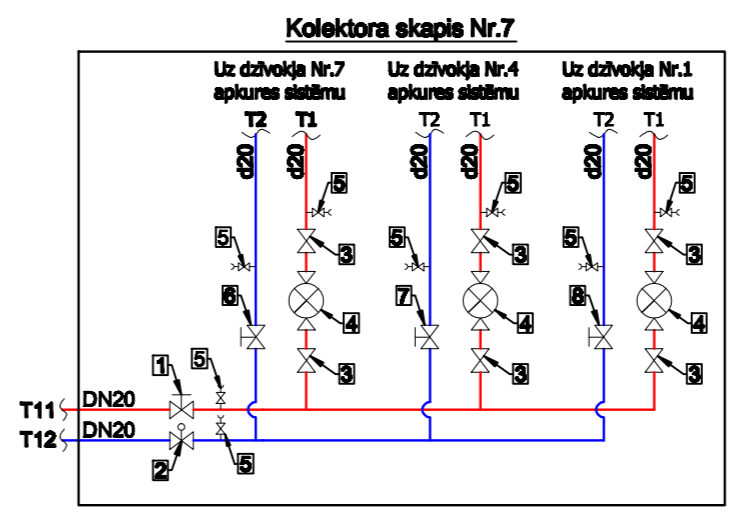 Kolektora skapis Nr.7
Uz dzīvokļa Nr.7 Uz dzīvokļa Nr.4 Uz dzīvokļa Nr.1
apkures sistēmu apkures sistēmu apkures sistēmu
T2 T1 T2 T1 T2 T1
d20 d20 d20 d20 d20 d20
5 5 5
5 3 5 3 5 3
6 4 7 4 8 4
1 5 3 3 3
T11 DN20
T12 DN20
2 5